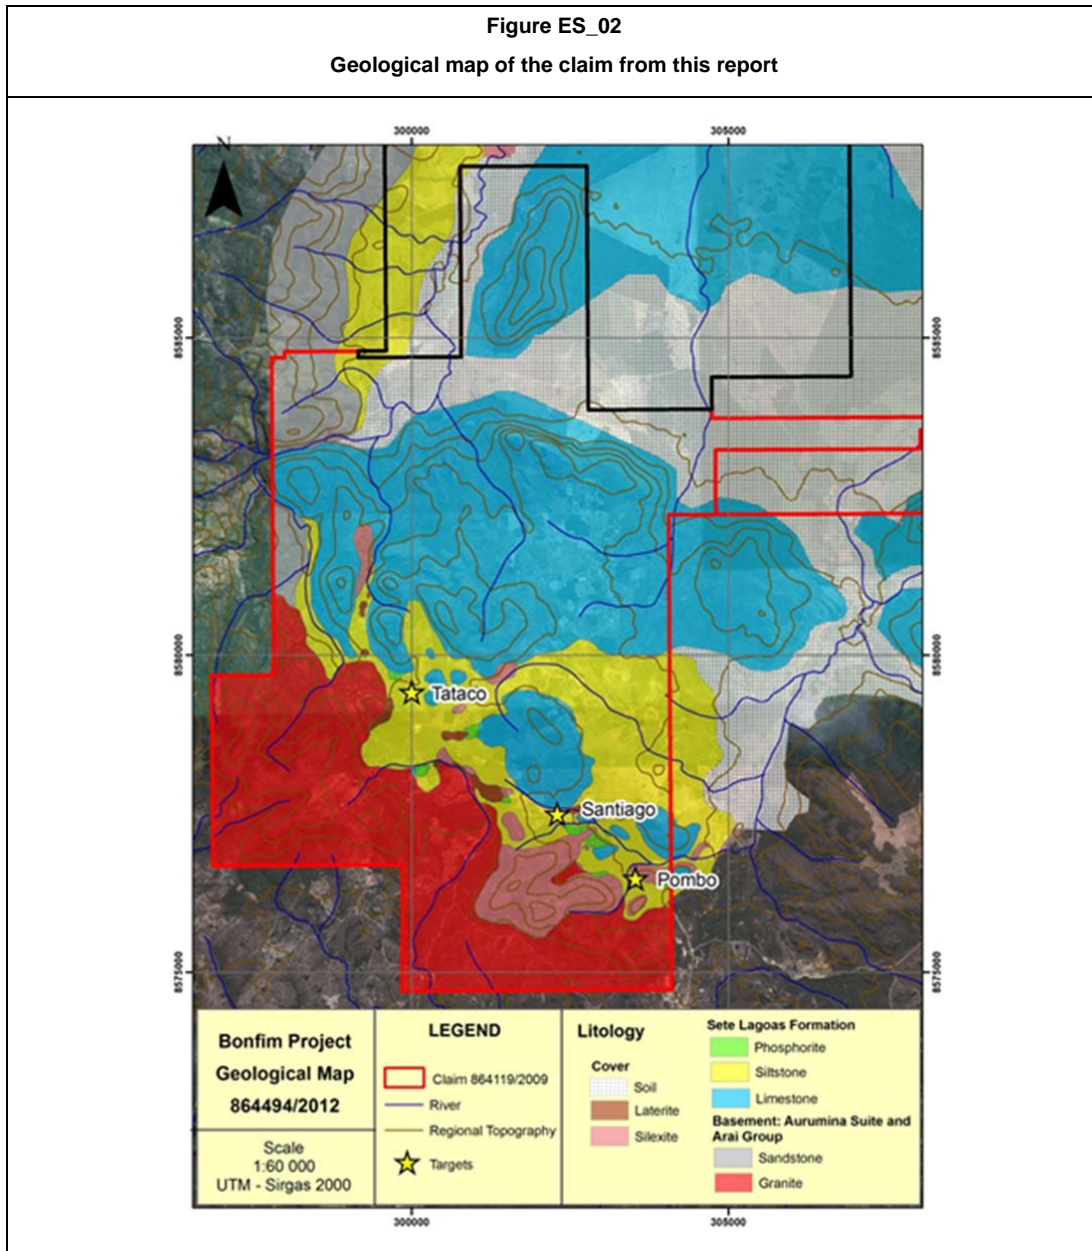 Figure ES_02
Geological map of the claim from this report
N
300000
305000
8585000
8585000
8580000
8580000
Tataco
Santiago
Pombo
8575000
8575000
Bonfim Project
Geological Map
864494/2012
Scale
1:60 000
UTM - Sirgas 2000
LEGEND
Claim 864119/2009
River
Regional Topography
Targets
Litology
Cover
Soil
Laterite
Silexite
Sete Lagoas Formation
Phosphorite
Siltstone
Limestone
Basement: Aurumina Suite and
Arai Group
Sandstone
Granite
300000
305000